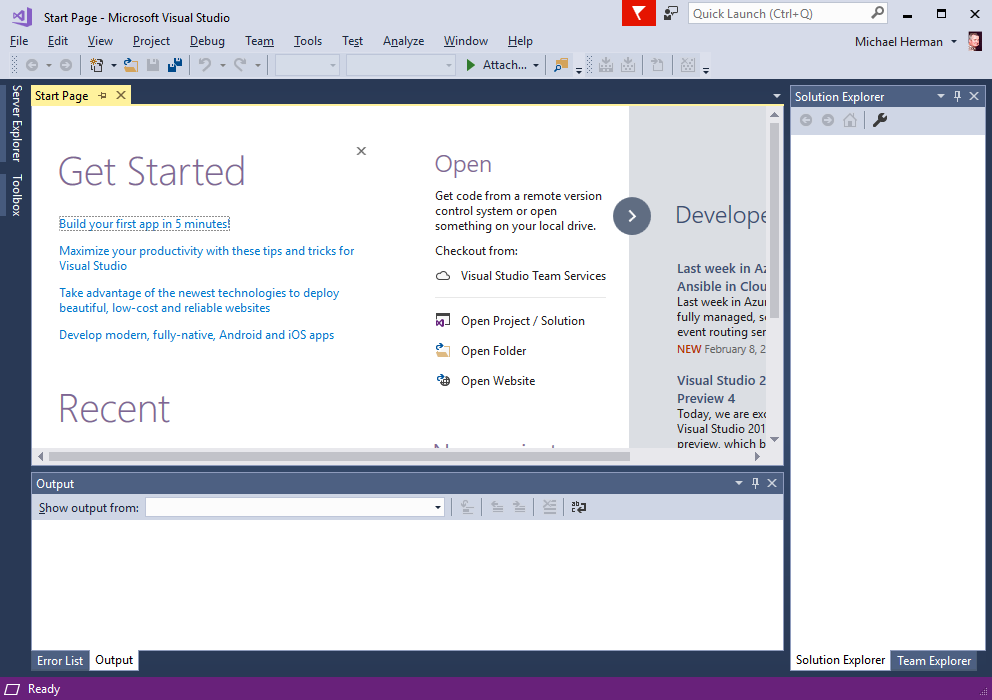 Start Page - Microsoft Visual Studio
Quick Launch (Ctrl+Q)
File Edit View Project Debug Team Tools Test Analyze Window Help
Michael Herman
Attach...
Server Explorer
Toolbox
Start Page
Get Started
Build your first app in 5 minutes!
Maximize your productivity with these tips and tricks for
Visual Studio
Take advantage of the newest technologies to deploy
beautiful, low-cost and reliable websites
Develop modern, fully-native, Android and iOS apps
Recent
Open
Get code from a remote version
control system or open
something on your local drive.
Checkout from:
Visual Studio Team Services
Open Project / Solution
Open Folder
Open Website
Develope
Last week in Az
Ansible in Clou
Last week in Azur
fully managed, se
event routing ser
NEW February 8, 2
Visual Studio 2
Preview 4
Today, we are exc
Visual Studio 201
preview, which b
Output
Show output from:
Error List
Output
Solution Explorer
Solution Explorer
Team Explorer
Ready